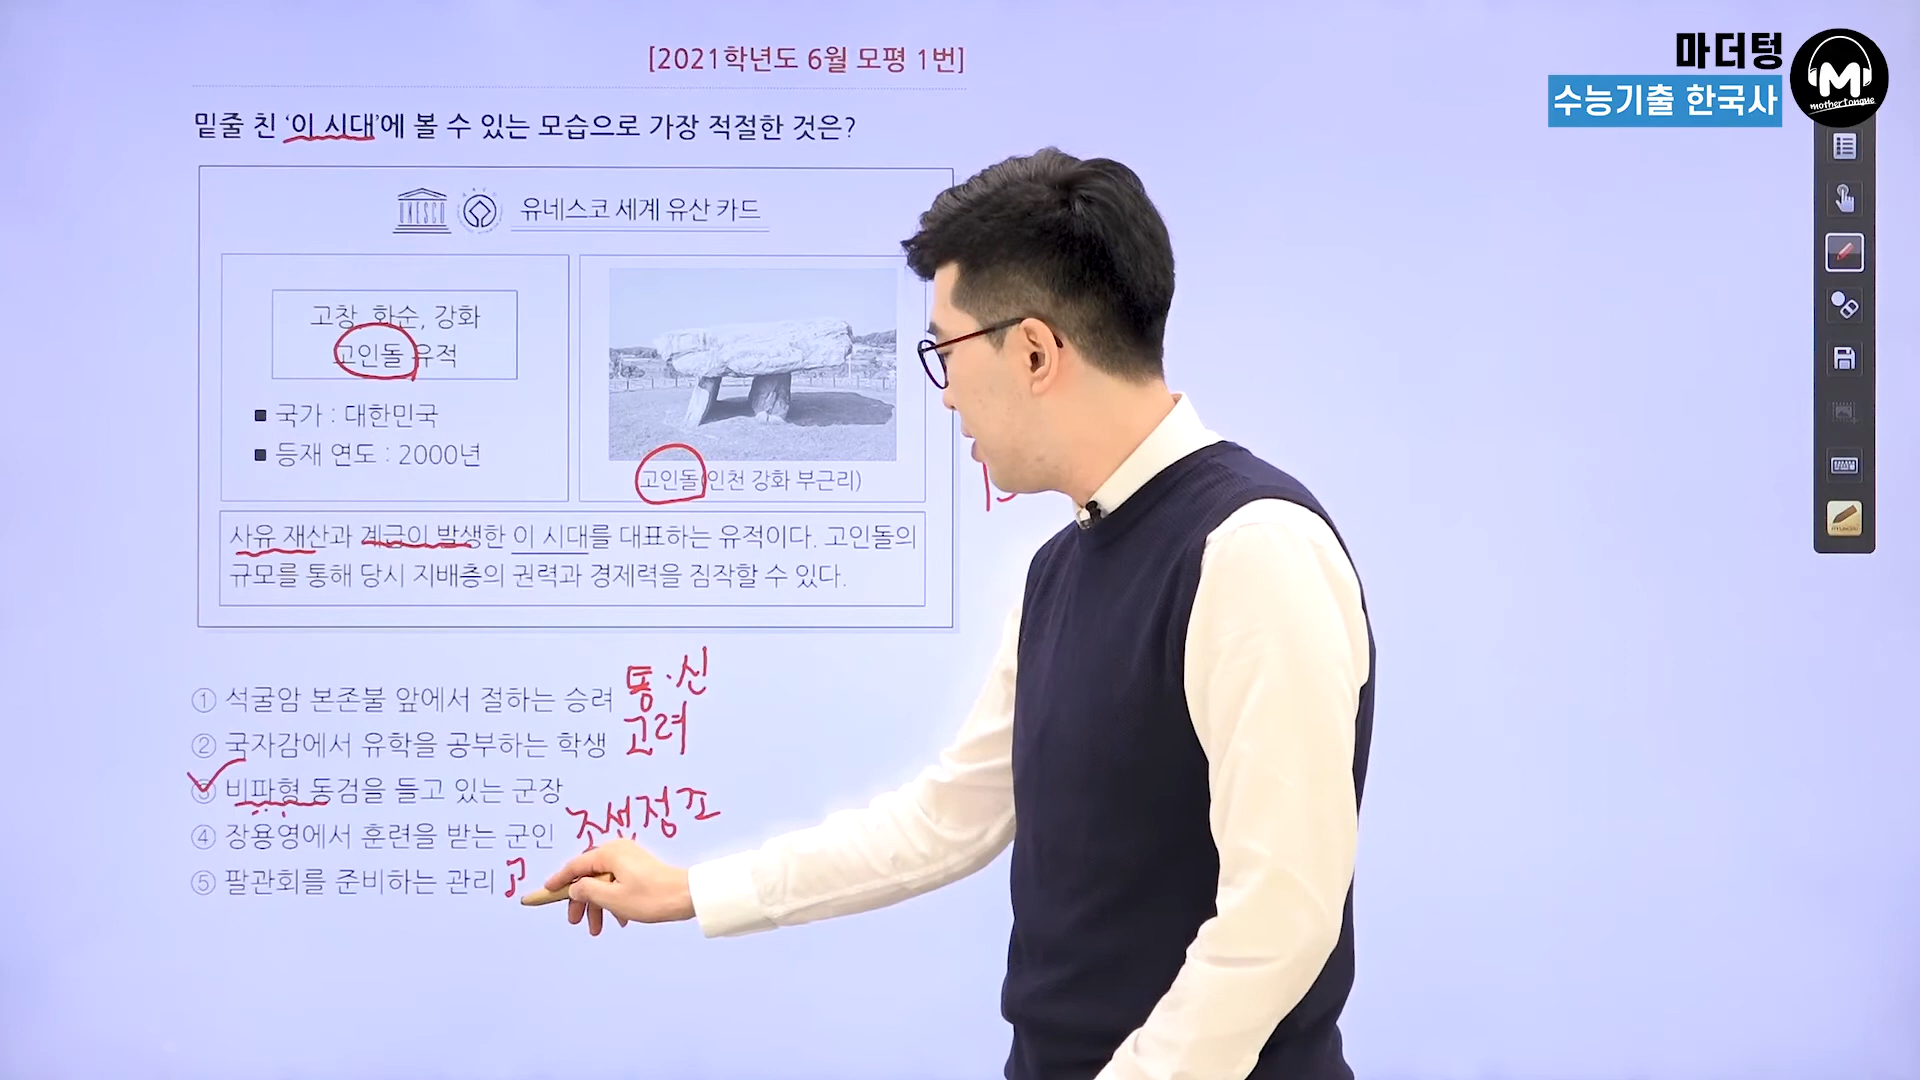 [2021학년도 6월 모평 1번]
마더텅
수능기출 한국사
M
mothertongue
밑줄 친 ‘이 시대’에 볼 수 있는 모습으로 가장 적절한 것은?
UNESCO
유네스코 세계 유산 카드
고창, 화순, 강화
고인돌 유적
■ 국가 : 대한민국
■ 등재 연도 : 2000년
고인돌(인천 강화 부근리)
사유 재산과 계급이 발생한 이 시대를 대표하는 유적이다. 고인돌의
규모를 통해 당시 지배층의 권력과 경제력을 짐작할 수 있다.
① 석굴암 본존불 앞에서 절하는 승려 통·신
② 국자감에서 유학을 공부하는 학생 고려
③ 비파형 동검을 들고 있는 군장
④ 장용영에서 훈련을 받는 군인 조선 정조
⑤ 팔관회를 준비하는 관리